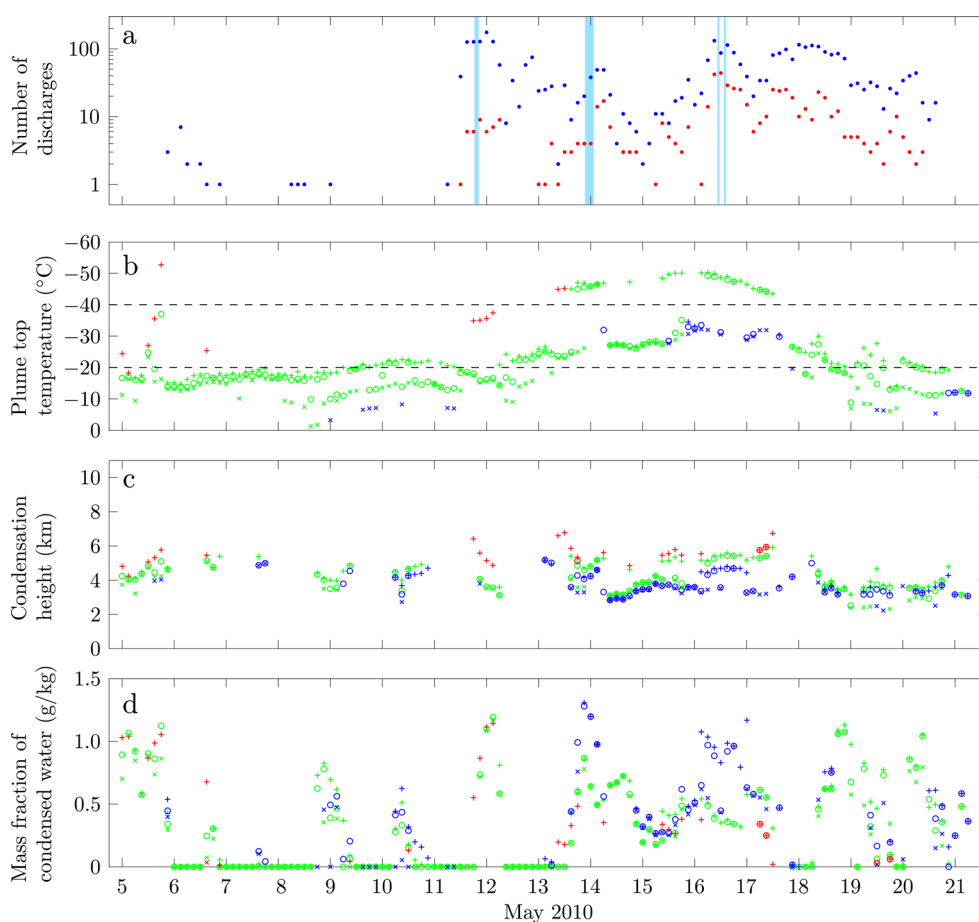 a
Number of
discharges
100
10
1
b
Plume top
temperature (°C)
−60
−50
−40
−30
−20
−10
0
c
Condensation
height (km)
10
8
6
4
2
0
d
Mass fraction of
condensed water (g/kg)
1.5
1.0
0.5
0
5 6 7 8 9 10 11 12 13 14 15 16 17 18 19 20 21
May 2010